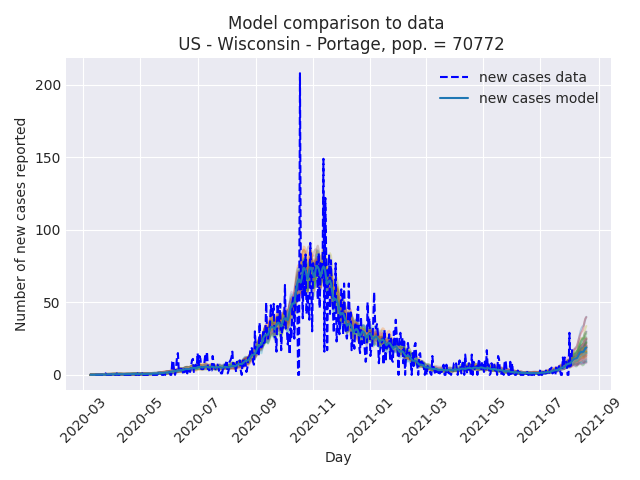 Model comparison to data
US - Wisconsin - Portage, pop. = 70772
new cases data
new cases model
Number of new cases reported
200
150
100
50
0
2020-03
2020-05
2020-07
2020-09
2020-11
2021-01
2021-03
2021-05
2021-07
2021-09
Day